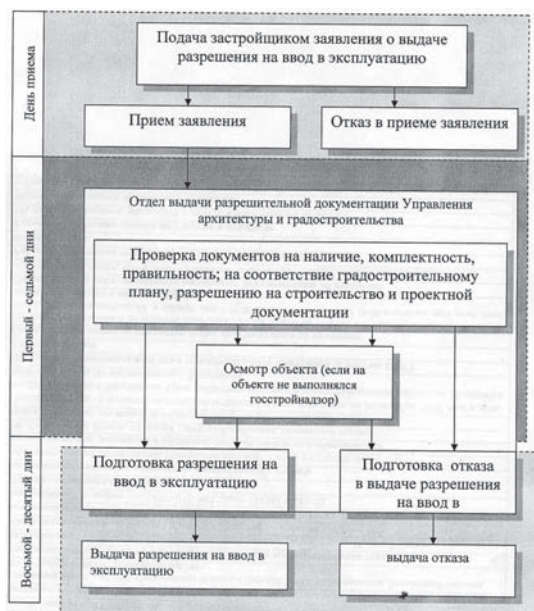 День приема
Подача застройщиком заявления о выдаче
разрешения на ввод в эксплуатацию
Прием заявления
Отказ в приеме заявления
Первый - седьмой дни
Отдел выдачи разрешительной документации Управления
архитектуры и градостроительства
Проверка документов на наличие, комплектность,
правильность; на соответствие градостроительному
плану, разрешению на строительство и проектной
документации
Осмотр объекта (если на
объекте не выполнялся
госстройнадзор)
Восьмой - десятый дни
Подготовка разрешения на
ввод в эксплуатацию
Подготовка отказа
в выдаче разрешения
на ввод в
Выдача разрешения на ввод в
эксплуатацию
выдача отказа